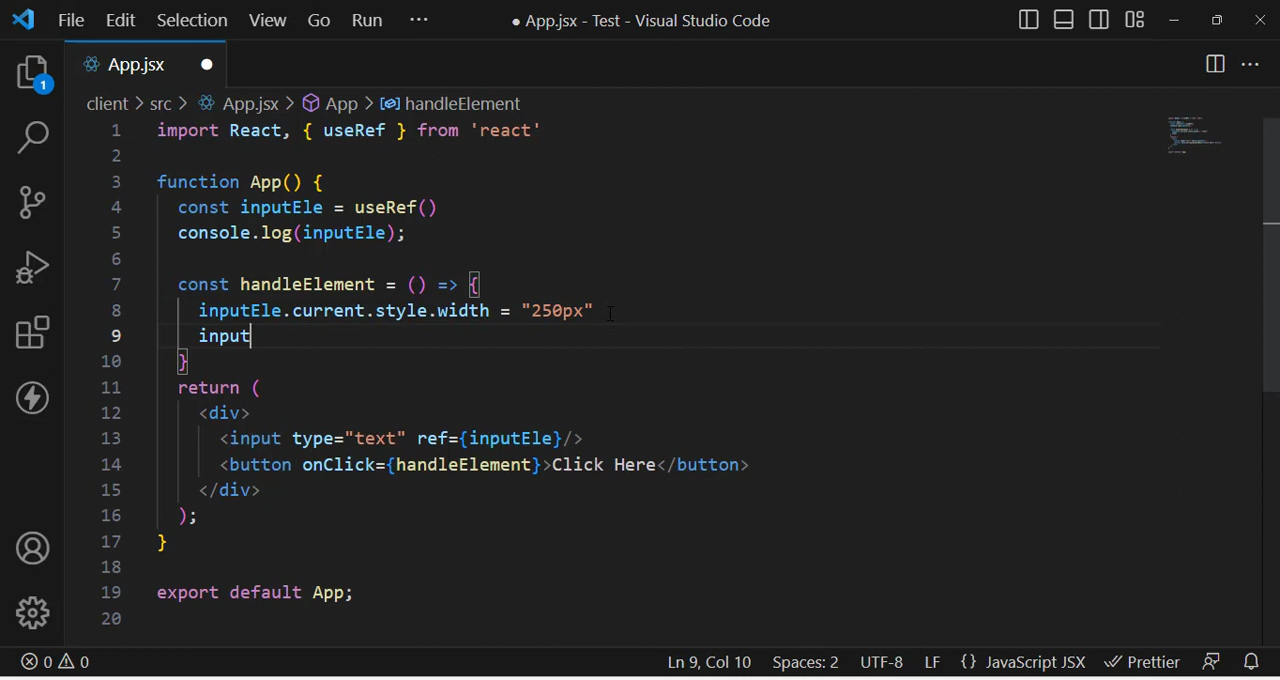 File Edit Selection View Go Run ··· ● App.jsx - Test - Visual Studio Code
1 App.jsx ● ···
client > src > App.jsx > App > handleElement
1 import React, { useRef } from 'react'
2
3 function App() {
4 const inputEle = useRef()
5 console.log(inputEle);
6
7 const handleElement = () => {
8 inputEle.current.style.width = "250px"
9 input
10 }
11 return (
12 <div>
13 <input type="text" ref={inputEle}/>
14 <button onClick={handleElement}>Click Here</button>
15 </div>
16 );
17 }
18
19 export default App;
20
0 0 Ln 9, Col 10 Spaces: 2 UTF-8 LF {} JavaScript JSX Prettier